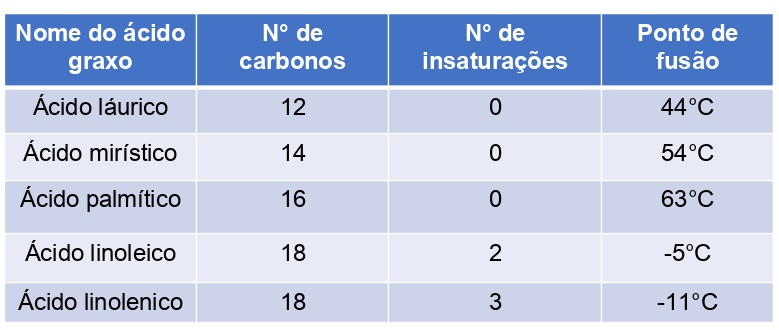 Nome do ácido graxo N° de carbonos N° de insaturações Ponto de fusão
Ácido láurico 12 0 44°C
Ácido mirístico 14 0 54°C
Ácido palmítico 16 0 63°C
Ácido linoleico 18 2 -5°C
Ácido linolenico 18 3 -11°C